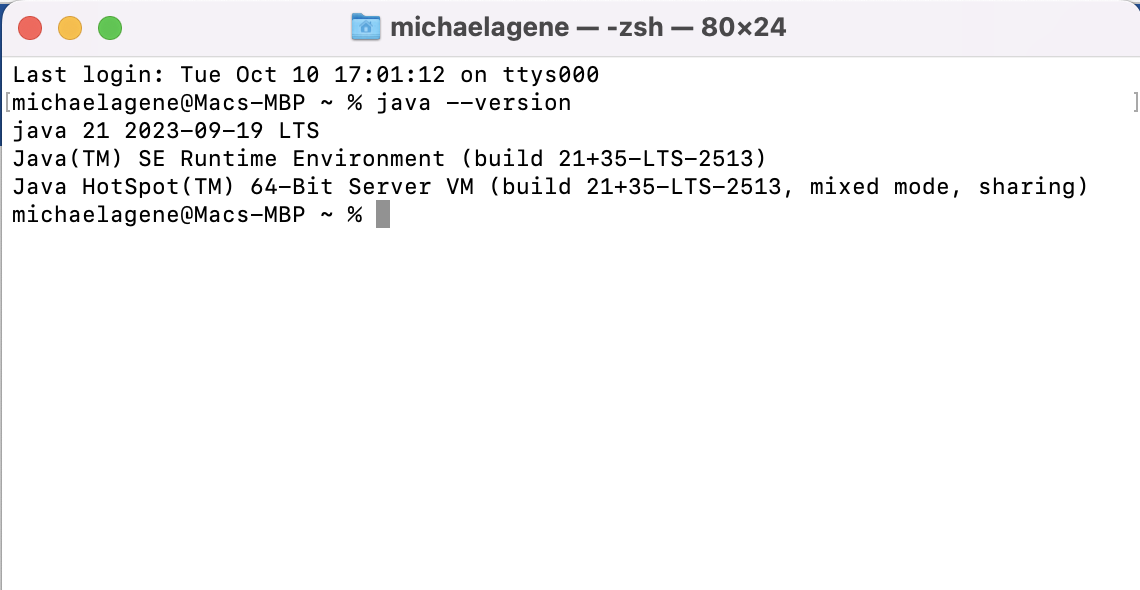 michaelagene — -zsh — 80×24
Last login: Tue Oct 10 17:01:12 on ttys000
[michaelagene@Macs-MBP ~ % java --version ]
java 21 2023-09-19 LTS
Java(TM) SE Runtime Environment (build 21+35-LTS-2513)
Java HotSpot(TM) 64-Bit Server VM (build 21+35-LTS-2513, mixed mode, sharing)
michaelagene@Macs-MBP ~ %